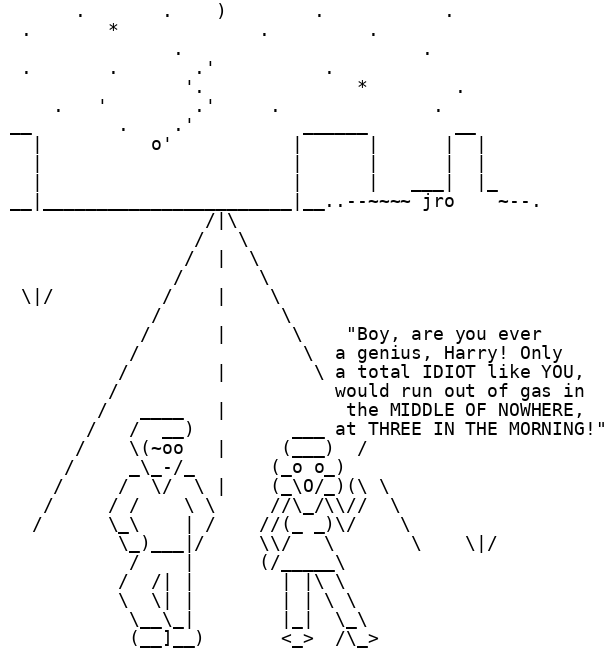 jro
"Boy, are you ever
a genius, Harry! Only
a total IDIOT like YOU,
would run out of gas in
the MIDDLE OF NOWHERE,
at THREE IN THE MORNING!"